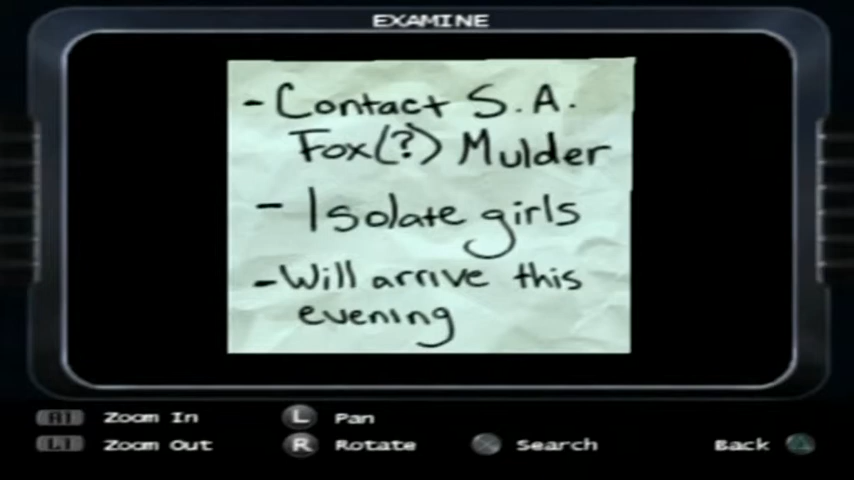 EXAMINE
- Contact S.A.
Fox(?) Mulder
- Isolate girls
- Will arrive this
evening
R1 Zoom In L Pan
L1 Zoom Out R Rotate Search Back